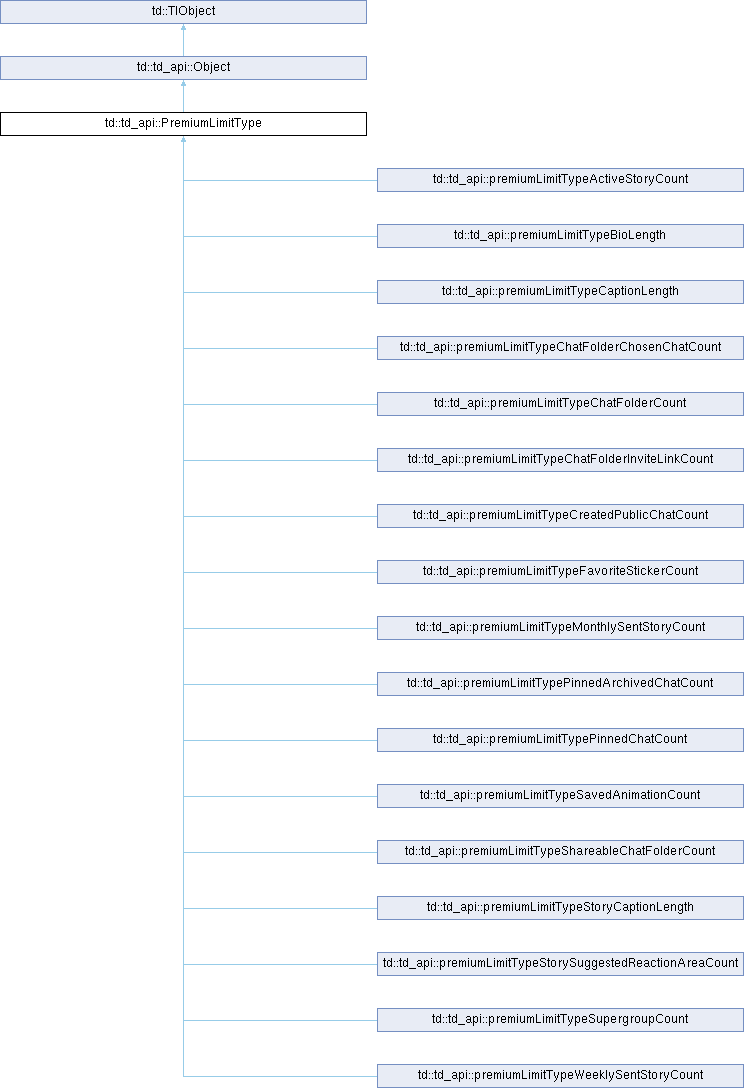 td::TlObject
td::td_api::Object
td::td_api::PremiumLimitType
td::td_api::premiumLimitTypeActiveStoryCount
td::td_api::premiumLimitTypeBioLength
td::td_api::premiumLimitTypeCaptionLength
td::td_api::premiumLimitTypeChatFolderChosenChatCount
td::td_api::premiumLimitTypeChatFolderCount
td::td_api::premiumLimitTypeChatFolderInviteLinkCount
td::td_api::premiumLimitTypeCreatedPublicChatCount
td::td_api::premiumLimitTypeFavoriteStickerCount
td::td_api::premiumLimitTypeMonthlySentStoryCount
td::td_api::premiumLimitTypePinnedArchivedChatCount
td::td_api::premiumLimitTypePinnedChatCount
td::td_api::premiumLimitTypeSavedAnimationCount
td::td_api::premiumLimitTypeShareableChatFolderCount
td::td_api::premiumLimitTypeStoryCaptionLength
td::td_api::premiumLimitTypeStorySuggestedReactionAreaCount
td::td_api::premiumLimitTypeSupergroupCount
td::td_api::premiumLimitTypeWeeklySentStoryCount